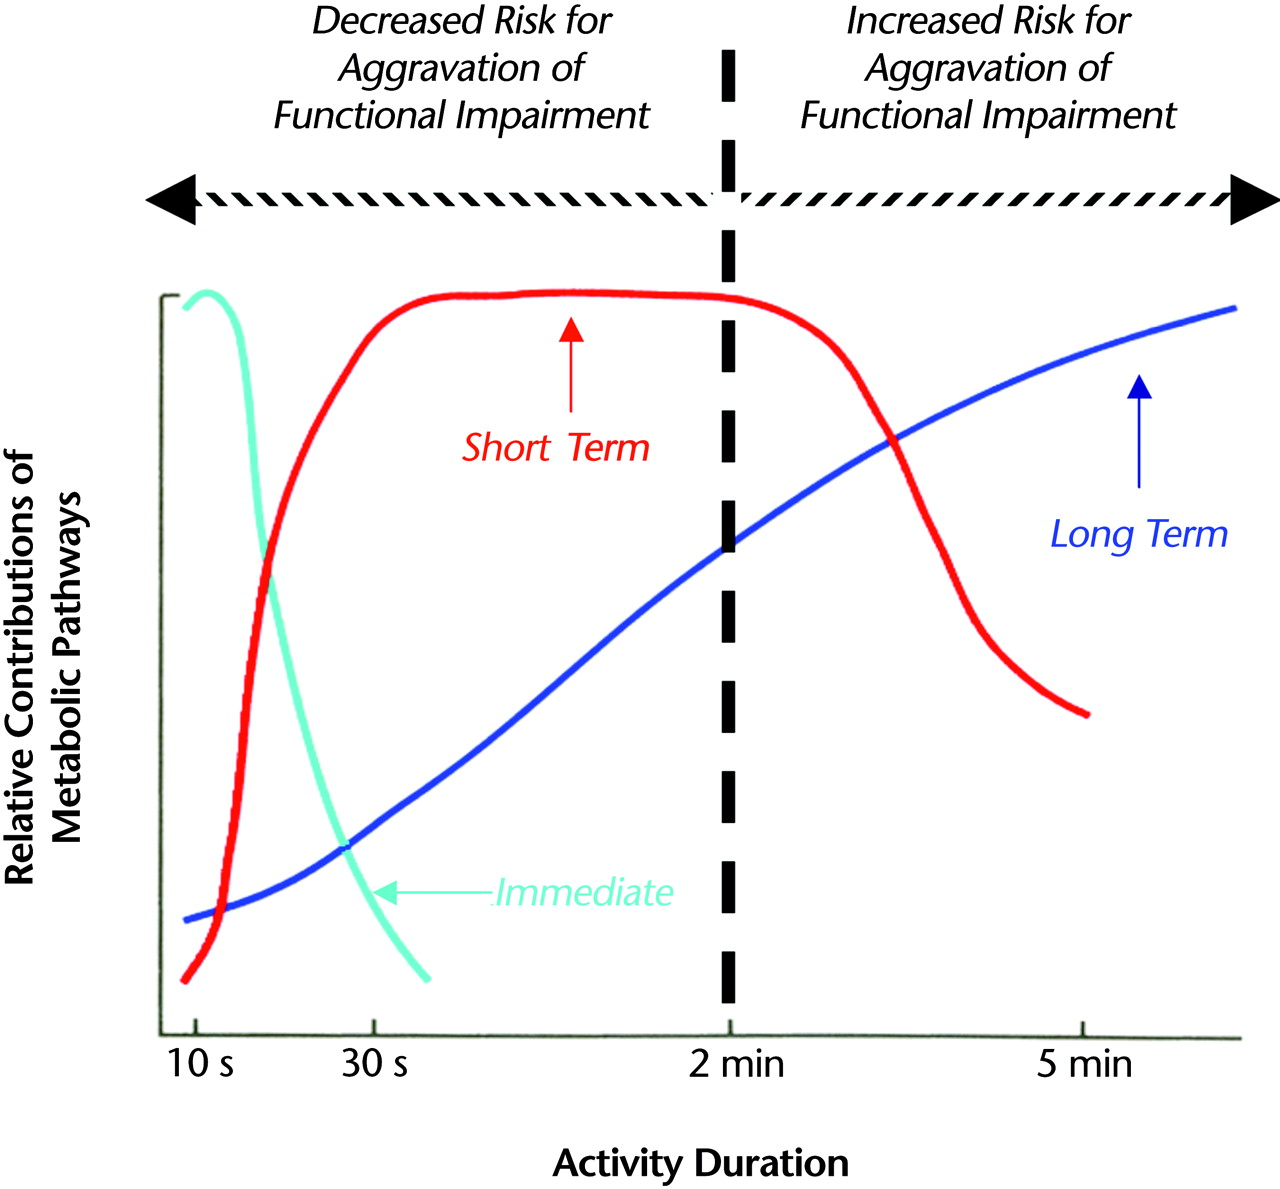 Decreased Risk for
Aggravation of
Functional Impairment
Increased Risk for
Aggravation of
Functional Impairment
Relative Contributions of
Metabolic Pathways
Short Term
Long Term
Immediate
10 s
30 s
2 min
5 min
Activity Duration